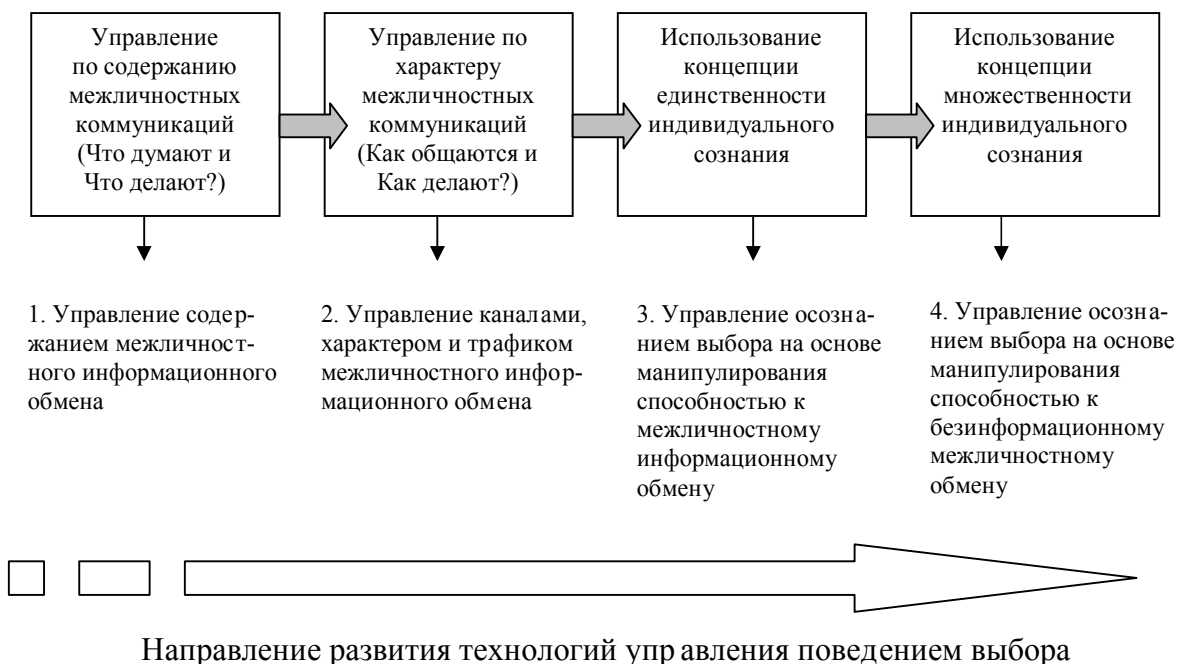 Управление
по содержанию
межличностных
коммуникаций
(Что думают и
Что делают?)
Управление по
характеру
межличностных
коммуникаций
(Как общаются и
Как делают?)
Использование
концепции
единственности
индивидуального
сознания
Использование
концепции
множественности
индивидуального
сознания
1. Управление содер-
жанием межличност-
ного информационного
обмена
2. Управление каналами,
характером и трафиком
межличностного инфор-
мационного обмена
3. Управление осозна-
нием выбора на основе
манипулирования
способностью к
межличностному
информационному
обмену
4. Управление осозна-
нием выбора на основе
манипулирования
способностью к
безинформационному
межличностному
обмену
Направление развития технологий управления поведением выбора